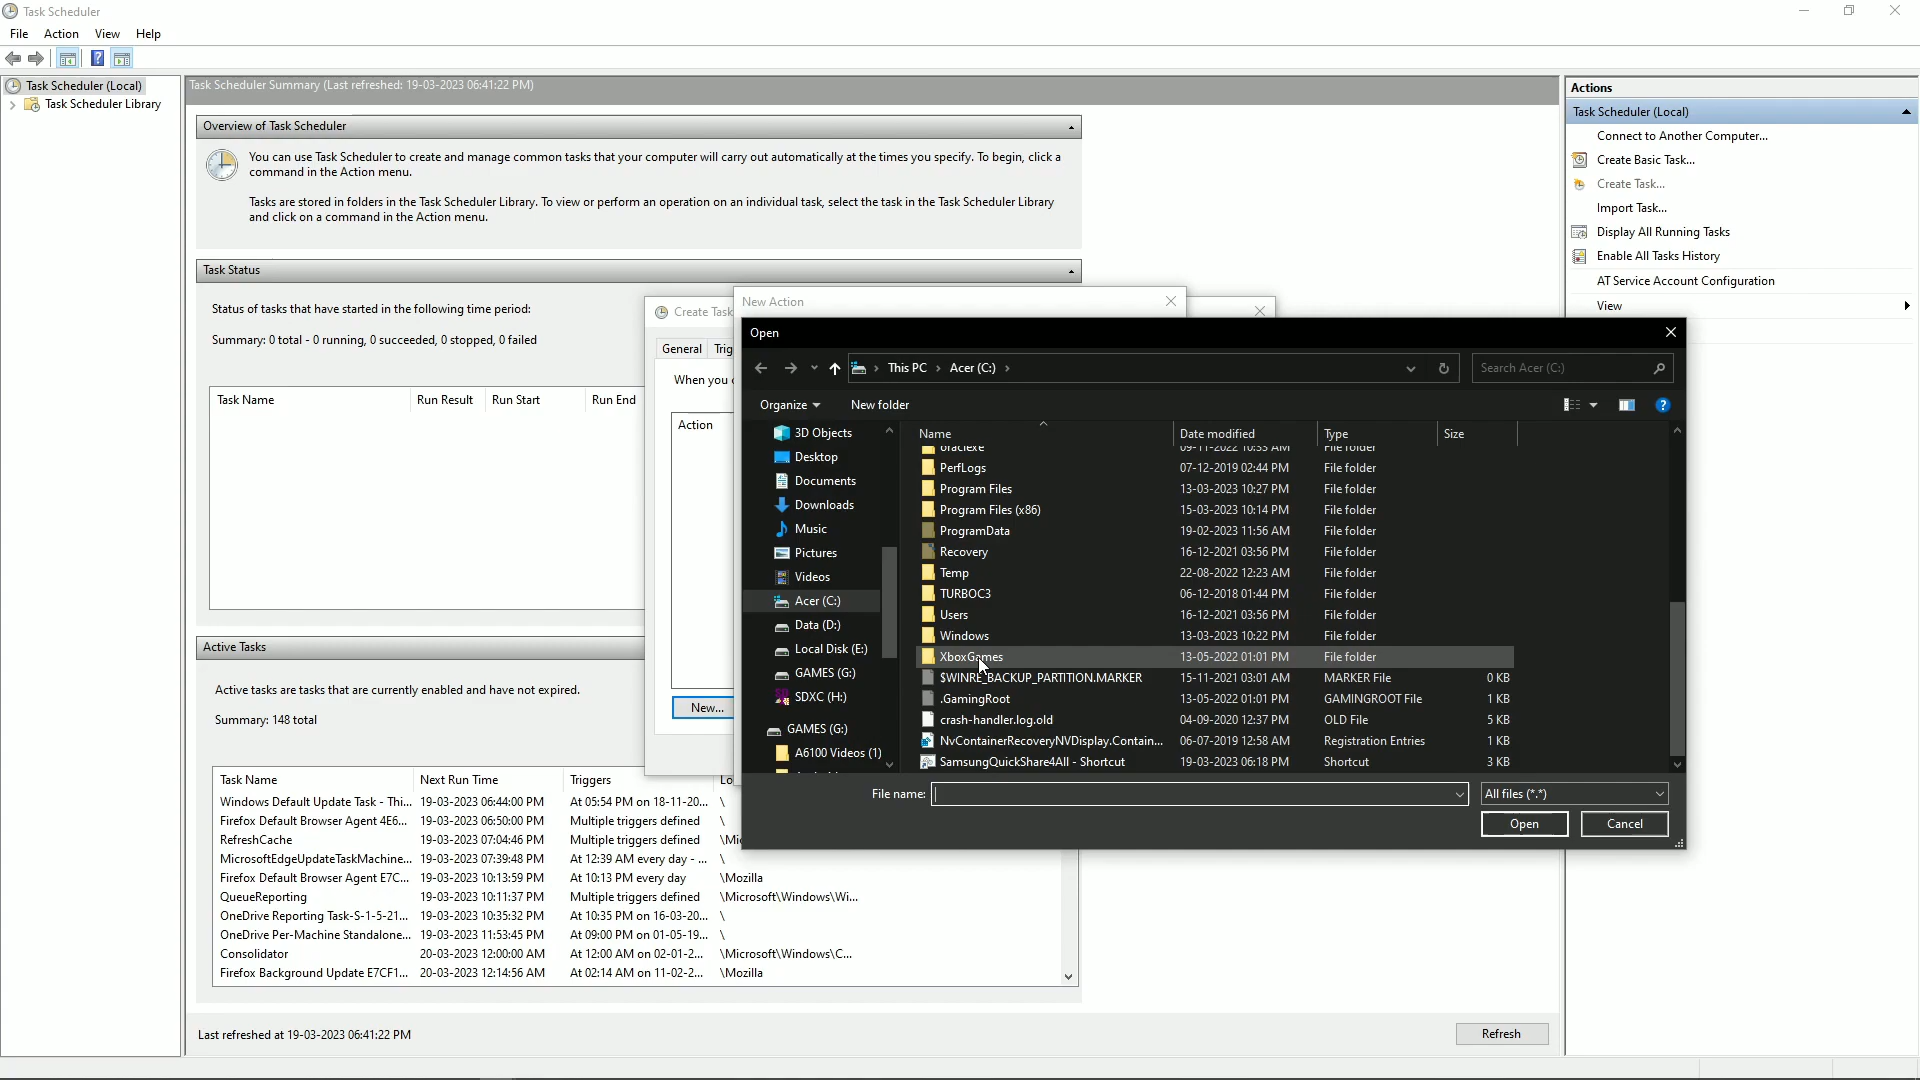 Task Scheduler
File Action View Help
Task Scheduler (Local)
Task Scheduler Library
Task Scheduler Summary (Last refreshed: 19-03-2023 06:41:22 PM)
Overview of Task Scheduler
You can use Task Scheduler to create and manage common tasks that your computer will carry out automatically at the times you specify. To begin, click a
command in the Action menu.
Tasks are stored in folders in the Task Scheduler Library. To view or perform an operation on an individual task, select the task in the Task Scheduler Library
and click on a command in the Action menu.
Task Status
Status of tasks that have started in the following time period:
Summary: 0 total - 0 running, 0 succeeded, 0 stopped, 0 failed
Task Name Run Result Run Start Run End
Active Tasks
Active tasks are tasks that are currently enabled and have not expired.
Summary: 148 total
Task Name Next Run Time Triggers Lo
Windows Default Update Task - Thi... 19-03-2023 06:44:00 PM At 05:54 PM on 18-11-20... \
Firefox Default Browser Agent 4E6... 19-03-2023 06:50:00 PM Multiple triggers defined \
RefreshCache 19-03-2023 07:04:46 PM Multiple triggers defined \Mi
MicrosoftEdgeUpdateTaskMachine... 19-03-2023 07:39:48 PM At 12:39 AM every day - ... \
Firefox Default Browser Agent E7C... 19-03-2023 10:13:59 PM At 10:13 PM every day \Mozilla
QueueReporting 19-03-2023 10:11:37 PM Multiple triggers defined \Microsoft\Windows\Wi...
OneDrive Reporting Task-S-1-5-21... 19-03-2023 10:35:32 PM At 10:35 PM on 16-03-20... \
OneDrive Per-Machine Standalone... 19-03-2023 11:53:45 PM At 09:00 PM on 01-05-19... \
Consolidator 20-03-2023 12:00:00 AM At 12:00 AM on 02-01-2... \Microsoft\Windows\C...
Firefox Background Update E7CF1... 20-03-2023 12:14:56 AM At 02:14 AM on 11-02-2... \Mozilla
Last refreshed at 19-03-2023 06:41:22 PM
Refresh
Create Task
General Trig
When you
Action
New...
New Action
Open
This PC › Acer (C:) ›
Search Acer (C:)
Organize New folder
3D Objects
Desktop
Documents
Downloads
Music
Pictures
Videos
Acer (C:)
Data (D:)
Local Disk (E:)
GAMES (G:)
SDXC (H:)
GAMES (G:)
A6100 Videos (1)
Name Date modified Type Size
oraclexe 09-11-2022 10:53 AM File folder
PerfLogs 07-12-2019 02:44 PM File folder
Program Files 13-03-2023 10:27 PM File folder
Program Files (x86) 15-03-2023 10:14 PM File folder
ProgramData 19-02-2023 11:56 AM File folder
Recovery 16-12-2021 03:56 PM File folder
Temp 22-08-2022 12:23 AM File folder
TURBOC3 06-12-2018 01:44 PM File folder
Users 16-12-2021 03:56 PM File folder
Windows 13-03-2023 10:22 PM File folder
XboxGames 13-05-2022 01:01 PM File folder
$WINRE_BACKUP_PARTITION.MARKER 15-11-2021 03:01 AM MARKER File 0 KB
.GamingRoot 13-05-2022 01:01 PM GAMINGROOT File 1 KB
crash-handler.log.old 04-09-2020 12:37 PM OLD File 5 KB
NvContainerRecoveryNVDisplay.Contain... 06-07-2019 12:58 AM Registration Entries 1 KB
SamsungQuickShare4All - Shortcut 19-03-2023 06:18 PM Shortcut 3 KB
File name: All files (*.*)
Open Cancel
Actions
Task Scheduler (Local)
Connect to Another Computer...
Create Basic Task...
Create Task...
Import Task...
Display All Running Tasks
Enable All Tasks History
AT Service Account Configuration
View